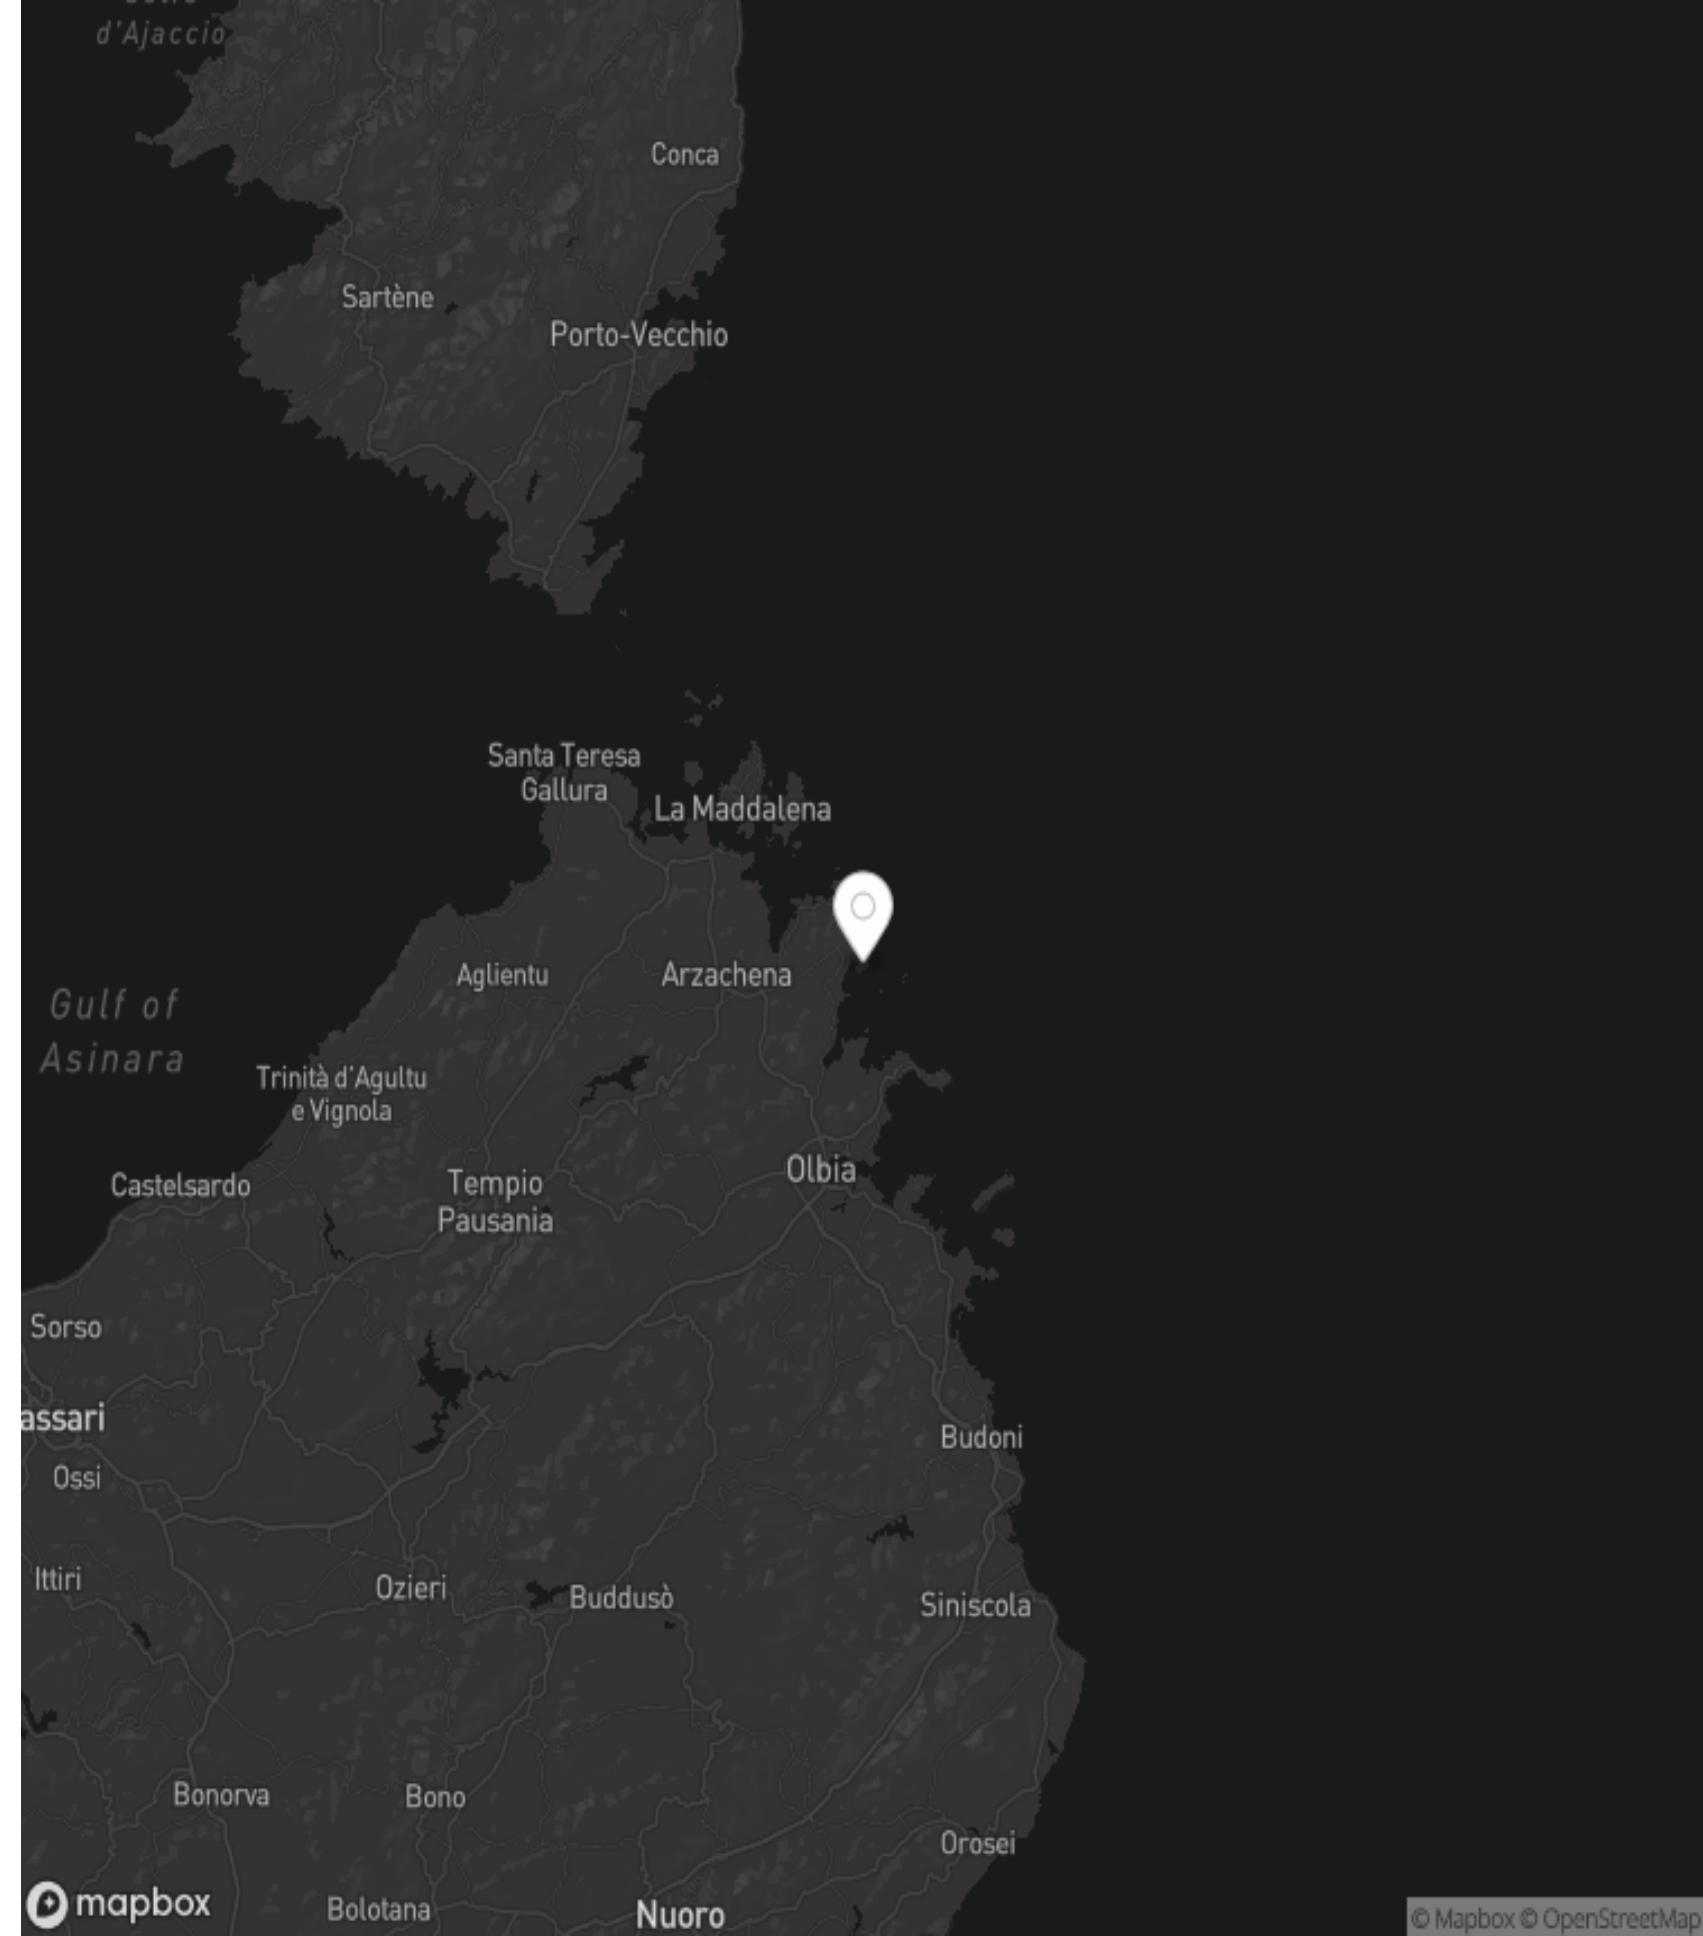 d'Ajaccio
Conca
Sartène
Porto-Vecchio
Santa Teresa
Gallura
La Maddalena
Aglientu
Arzachena
Gulf of
Asinara
Trinità d'Agultu
e Vignola
Olbia
Castelsardo
Tempio
Pausania
Sorso
assari
Budoni
Ossi
Ittiri
Ozieri
Buddusò
Siniscola
Bonorva
Bono
Orosei
mapbox
Bolotana
Nuoro
© Mapbox © OpenStreetMap